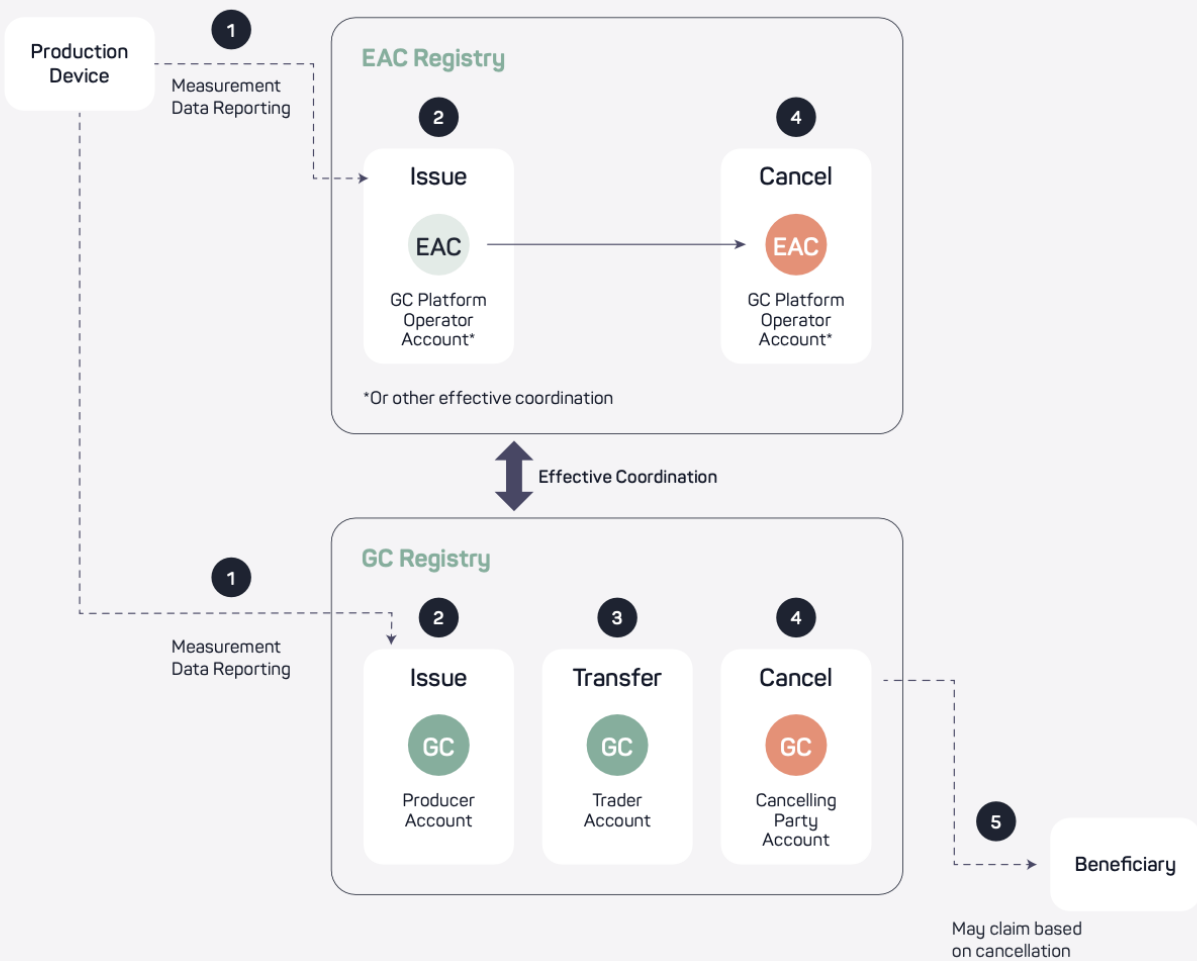 1
Production
Device
Measurement
Data Reporting
EAC Registry
2
Issue
EAC
GC Platform
Operator
Account*
4
Cancel
EAC
GC Platform
Operator
Account*
*Or other effective coordination
Effective Coordination
1
Measurement
Data Reporting
GC Registry
2
Issue
GC
Producer
Account
3
Transfer
GC
Trader
Account
4
Cancel
GC
Cancelling
Party
Account
5
Beneficiary
May claim based
on cancellation